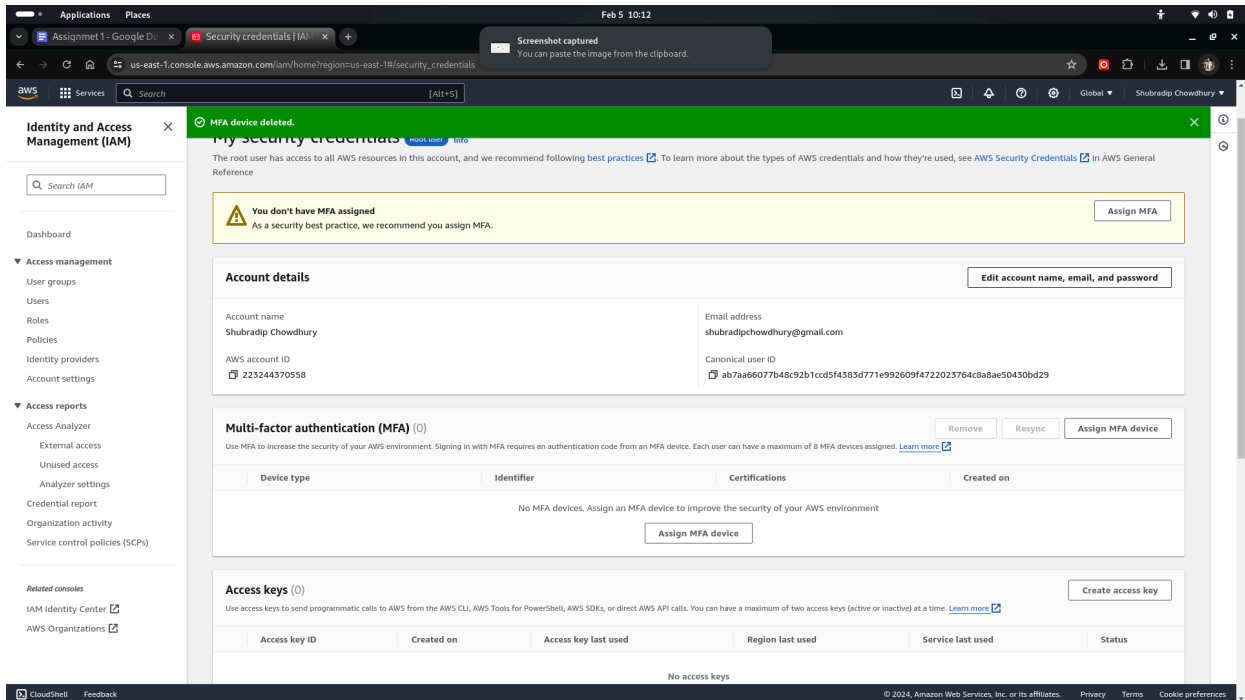 Applications Places
Feb 5 10:12
Assignmet 1 - Google Do
Security credentials | IAM
Screenshot captured
You can paste the image from the clipboard.
us-east-1.console.aws.amazon.com/iam/home?region=us-east-1#/security_credentials
aws
Services
Search
[Alt+S]
Global
Shubradip Chowdhury
Identity and Access Management (IAM)
Search IAM
Dashboard
Access management
User groups
Users
Roles
Policies
Identity providers
Account settings
Access reports
Access Analyzer
External access
Unused access
Analyzer settings
Credential report
Organization activity
Service control policies (SCPs)
Related consoles
IAM Identity Center
AWS Organizations
MFA device deleted.
My security credentials Root user Info
The root user has access to all AWS resources in this account, and we recommend following best practices. To learn more about the types of AWS credentials and how they're used, see AWS Security Credentials in AWS General
Reference
You don't have MFA assigned
As a security best practice, we recommend you assign MFA.
Assign MFA
Account details
Edit account name, email, and password
Account name
Shubradip Chowdhury
Email address
shubradipchowdhury@gmail.com
AWS account ID
223244370558
Canonical user ID
ab7aa66077b48c92b1ccd5f4383d771e992609f4722023764c8a8ae50430bd29
Multi-factor authentication (MFA) (0)
Remove
Resync
Assign MFA device
Use MFA to increase the security of your AWS environment. Signing in with MFA requires an authentication code from an MFA device. Each user can have a maximum of 8 MFA devices assigned. Learn more
Device type
Identifier
Certifications
Created on
No MFA devices. Assign an MFA device to improve the security of your AWS environment
Assign MFA device
Access keys (0)
Create access key
Use access keys to send programmatic calls to AWS from the AWS CLI, AWS Tools for PowerShell, AWS SDKs, or direct AWS API calls. You can have a maximum of two access keys (active or inactive) at a time. Learn more
Access key ID
Created on
Access key last used
Region last used
Service last used
Status
No access keys
CloudShell Feedback
© 2024, Amazon Web Services, Inc. or its affiliates.
Privacy
Terms
Cookie preferences